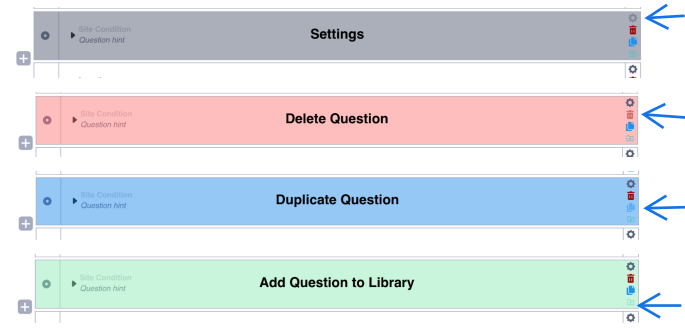 Site Condition
Question hint
Settings
Site Condition
Question hint
Delete Question
Site Condition
Question hint
Duplicate Question
Site Condition
Question hint
Add Question to Library